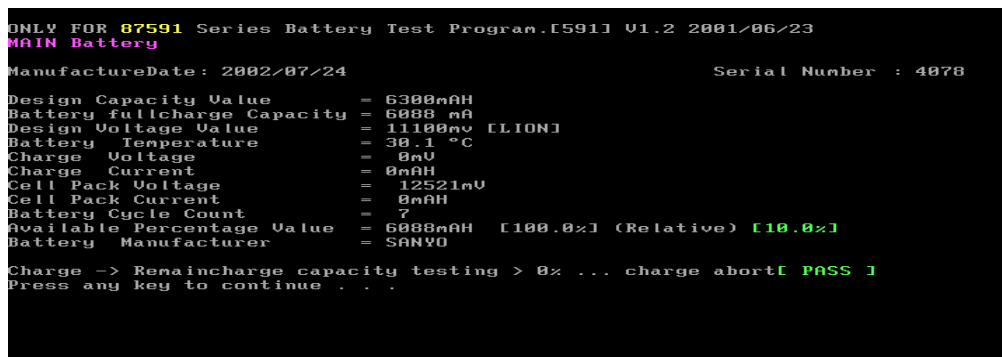 ONLY FOR 87591 Series Battery Test Program.[591] V1.2 2001/06/23
MAIN Battery
ManufactureDate: 2002/07/24 Serial Number : 4078
Design Capacity Value = 6300mAH
Battery fullcharge Capacity = 6088 mA
Design Voltage Value = 11100mv [LION]
Battery Temperature = 30.1 °C
Charge Voltage = 0mV
Charge Current = 0mAH
Cell Pack Voltage = 12521mV
Cell Pack Current = 0mAH
Battery Cycle Count = 7
Available Percentage Value = 6088mAH [100.0%] (Relative) [10.0%]
Battery Manufacturer = SANYO
Charge -> Remaincharge capacity testing > 0% ... charge abort[ PASS ]
Press any key to continue . . .